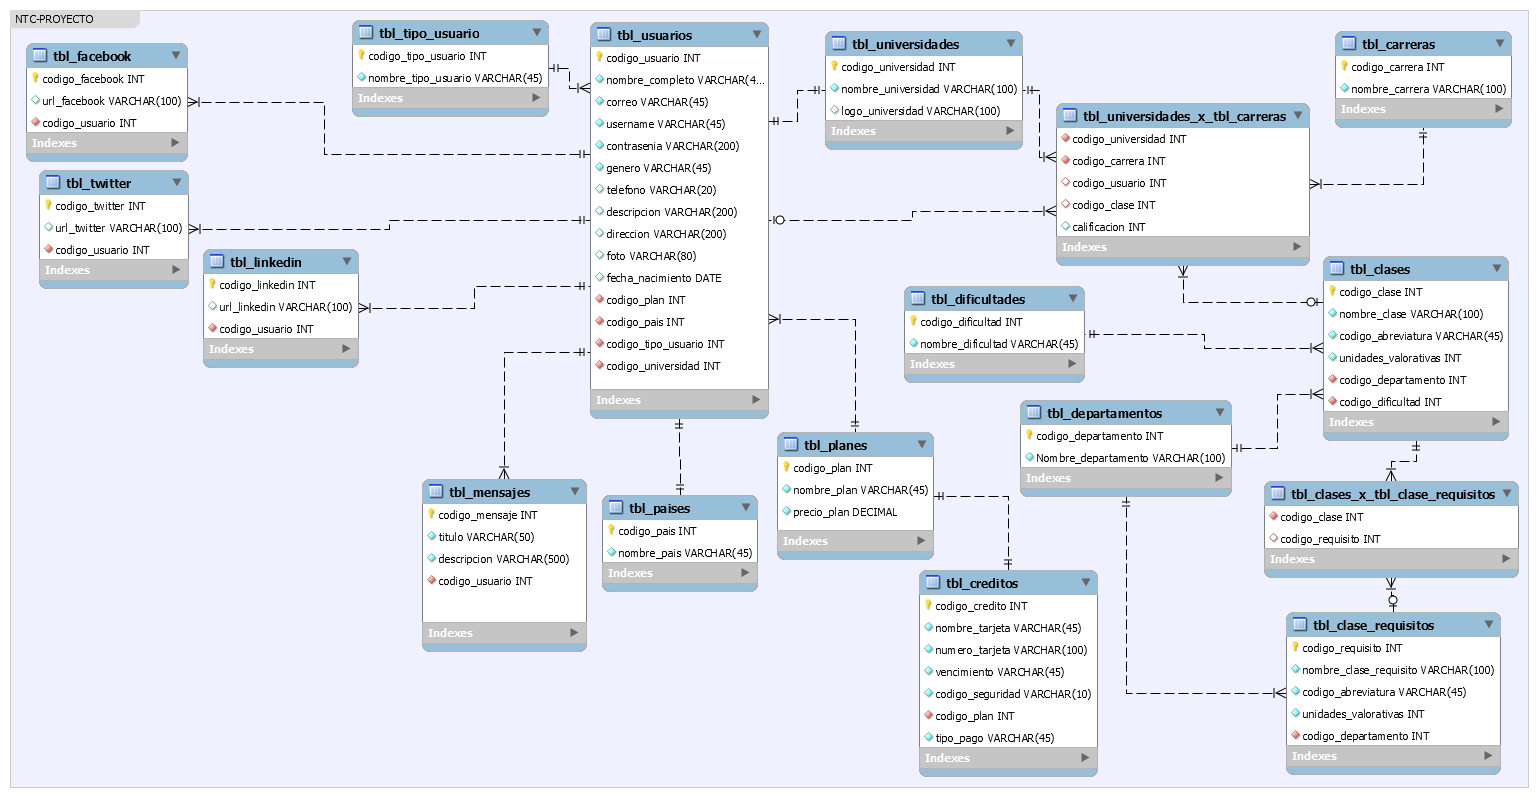 NTC-PROYECTO
tbl_facebook
codigo_facebook INT
url_facebook VARCHAR(100)
codigo_usuario INT
Indexes
tbl_twitter
codigo_twitter INT
url_twitter VARCHAR(100)
codigo_usuario INT
Indexes
tbl_linkedin
codigo_linkedin INT
url_linkedin VARCHAR(100)
codigo_usuario INT
Indexes
tbl_tipo_usuario
codigo_tipo_usuario INT
nombre_tipo_usuario VARCHAR(45)
Indexes
tbl_usuarios
codigo_usuario INT
nombre_completo VARCHAR(4...
correo VARCHAR(45)
username VARCHAR(45)
contrasenia VARCHAR(200)
genero VARCHAR(45)
telefono VARCHAR(20)
descripcion VARCHAR(200)
direccion VARCHAR(200)
foto VARCHAR(80)
fecha_nacimiento DATE
codigo_plan INT
codigo_pais INT
codigo_tipo_usuario INT
codigo_universidad INT
Indexes
tbl_universidades
codigo_universidad INT
nombre_universidad VARCHAR(100)
logo_universidad VARCHAR(100)
Indexes
tbl_carreras
codigo_carrera INT
nombre_carrera VARCHAR(100)
Indexes
tbl_universidades_x_tbl_carreras
codigo_universidad INT
codigo_carrera INT
codigo_usuario INT
codigo_clase INT
calificacion INT
Indexes
tbl_clases
codigo_clase INT
nombre_clase VARCHAR(100)
codigo_abreviatura VARCHAR(45)
unidades_valorativas INT
codigo_departamento INT
codigo_dificultad INT
Indexes
tbl_dificultades
codigo_dificultad INT
nombre_dificultad VARCHAR(45)
Indexes
tbl_departamentos
codigo_departamento INT
Nombre_departamento VARCHAR(100)
Indexes
tbl_mensajes
codigo_mensaje INT
titulo VARCHAR(50)
descripcion VARCHAR(500)
codigo_usuario INT
Indexes
tbl_paises
codigo_pais INT
nombre_pais VARCHAR(45)
Indexes
tbl_planes
codigo_plan INT
nombre_plan VARCHAR(45)
precio_plan DECIMAL
Indexes
tbl_creditos
codigo_credito INT
nombre_tarjeta VARCHAR(45)
numero_tarjeta VARCHAR(100)
vencimiento VARCHAR(45)
codigo_seguridad VARCHAR(10)
codigo_plan INT
tipo_pago VARCHAR(45)
Indexes
tbl_clases_x_tbl_clase_requisitos
codigo_clase INT
codigo_requisito INT
Indexes
tbl_clase_requisitos
codigo_requisito INT
nombre_clase_requisito VARCHAR(100)
codigo_abreviatura VARCHAR(45)
unidades_valorativas INT
codigo_departamento INT
Indexes